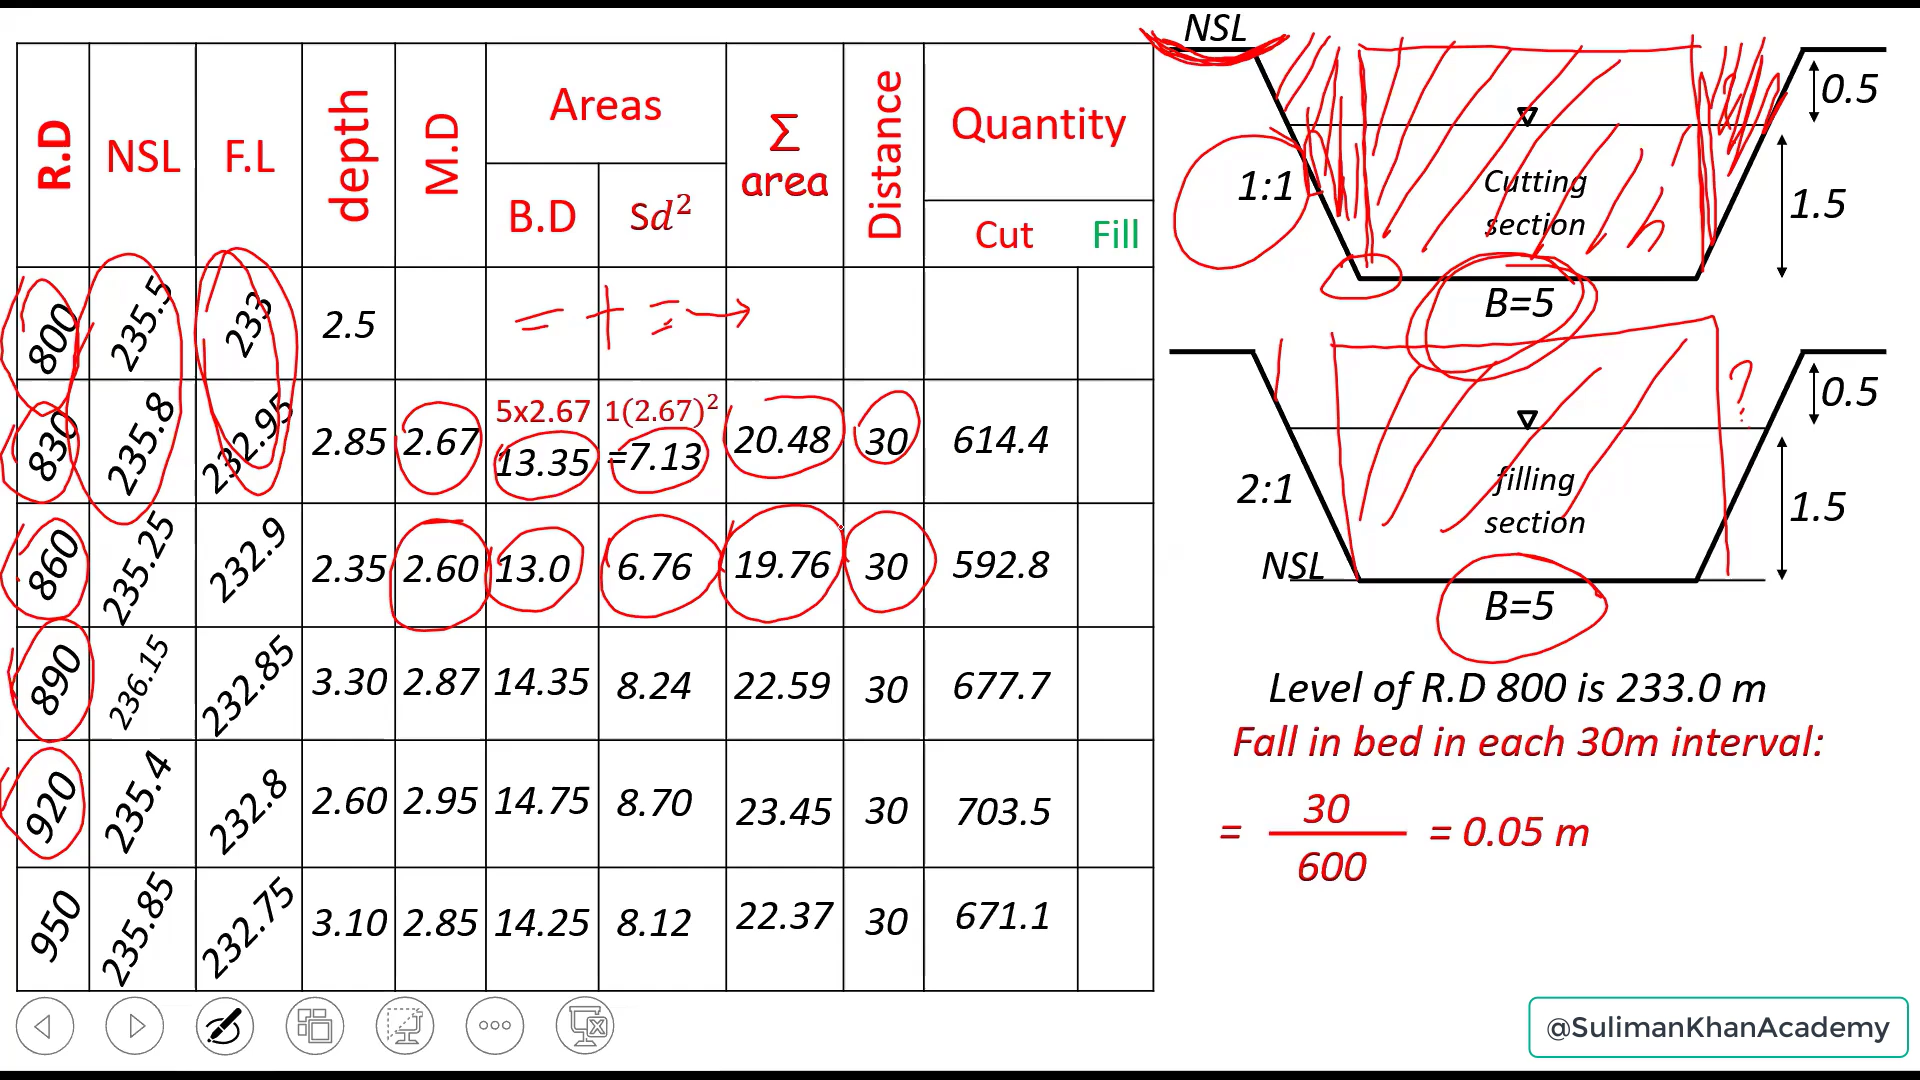 R.D NSL F.L depth M.D Areas Σ area Distance Quantity
B.D Sd² Cut Fill
800 235.5 233 2.5 = + = →
830 235.8 232.95 2.85 2.67 5x2.67 13.35 1(2.67)² =7.13 20.48 30 614.4
860 235.25 232.9 2.35 2.60 13.0 6.76 19.76 30 592.8
890 236.15 232.85 3.30 2.87 14.35 8.24 22.59 30 677.7
920 235.4 232.8 2.60 2.95 14.75 8.70 23.45 30 703.5
950 235.85 232.75 3.10 2.85 14.25 8.12 22.37 30 671.1
NSL
0.5
1:1
Cutting
section
h
1.5
B=5
?
0.5
2:1
filling
section
1.5
NSL
B=5
Level of R.D 800 is 233.0 m
Fall in bed in each 30m interval:
= 30/600 = 0.05 m
@SulimanKhanAcademy